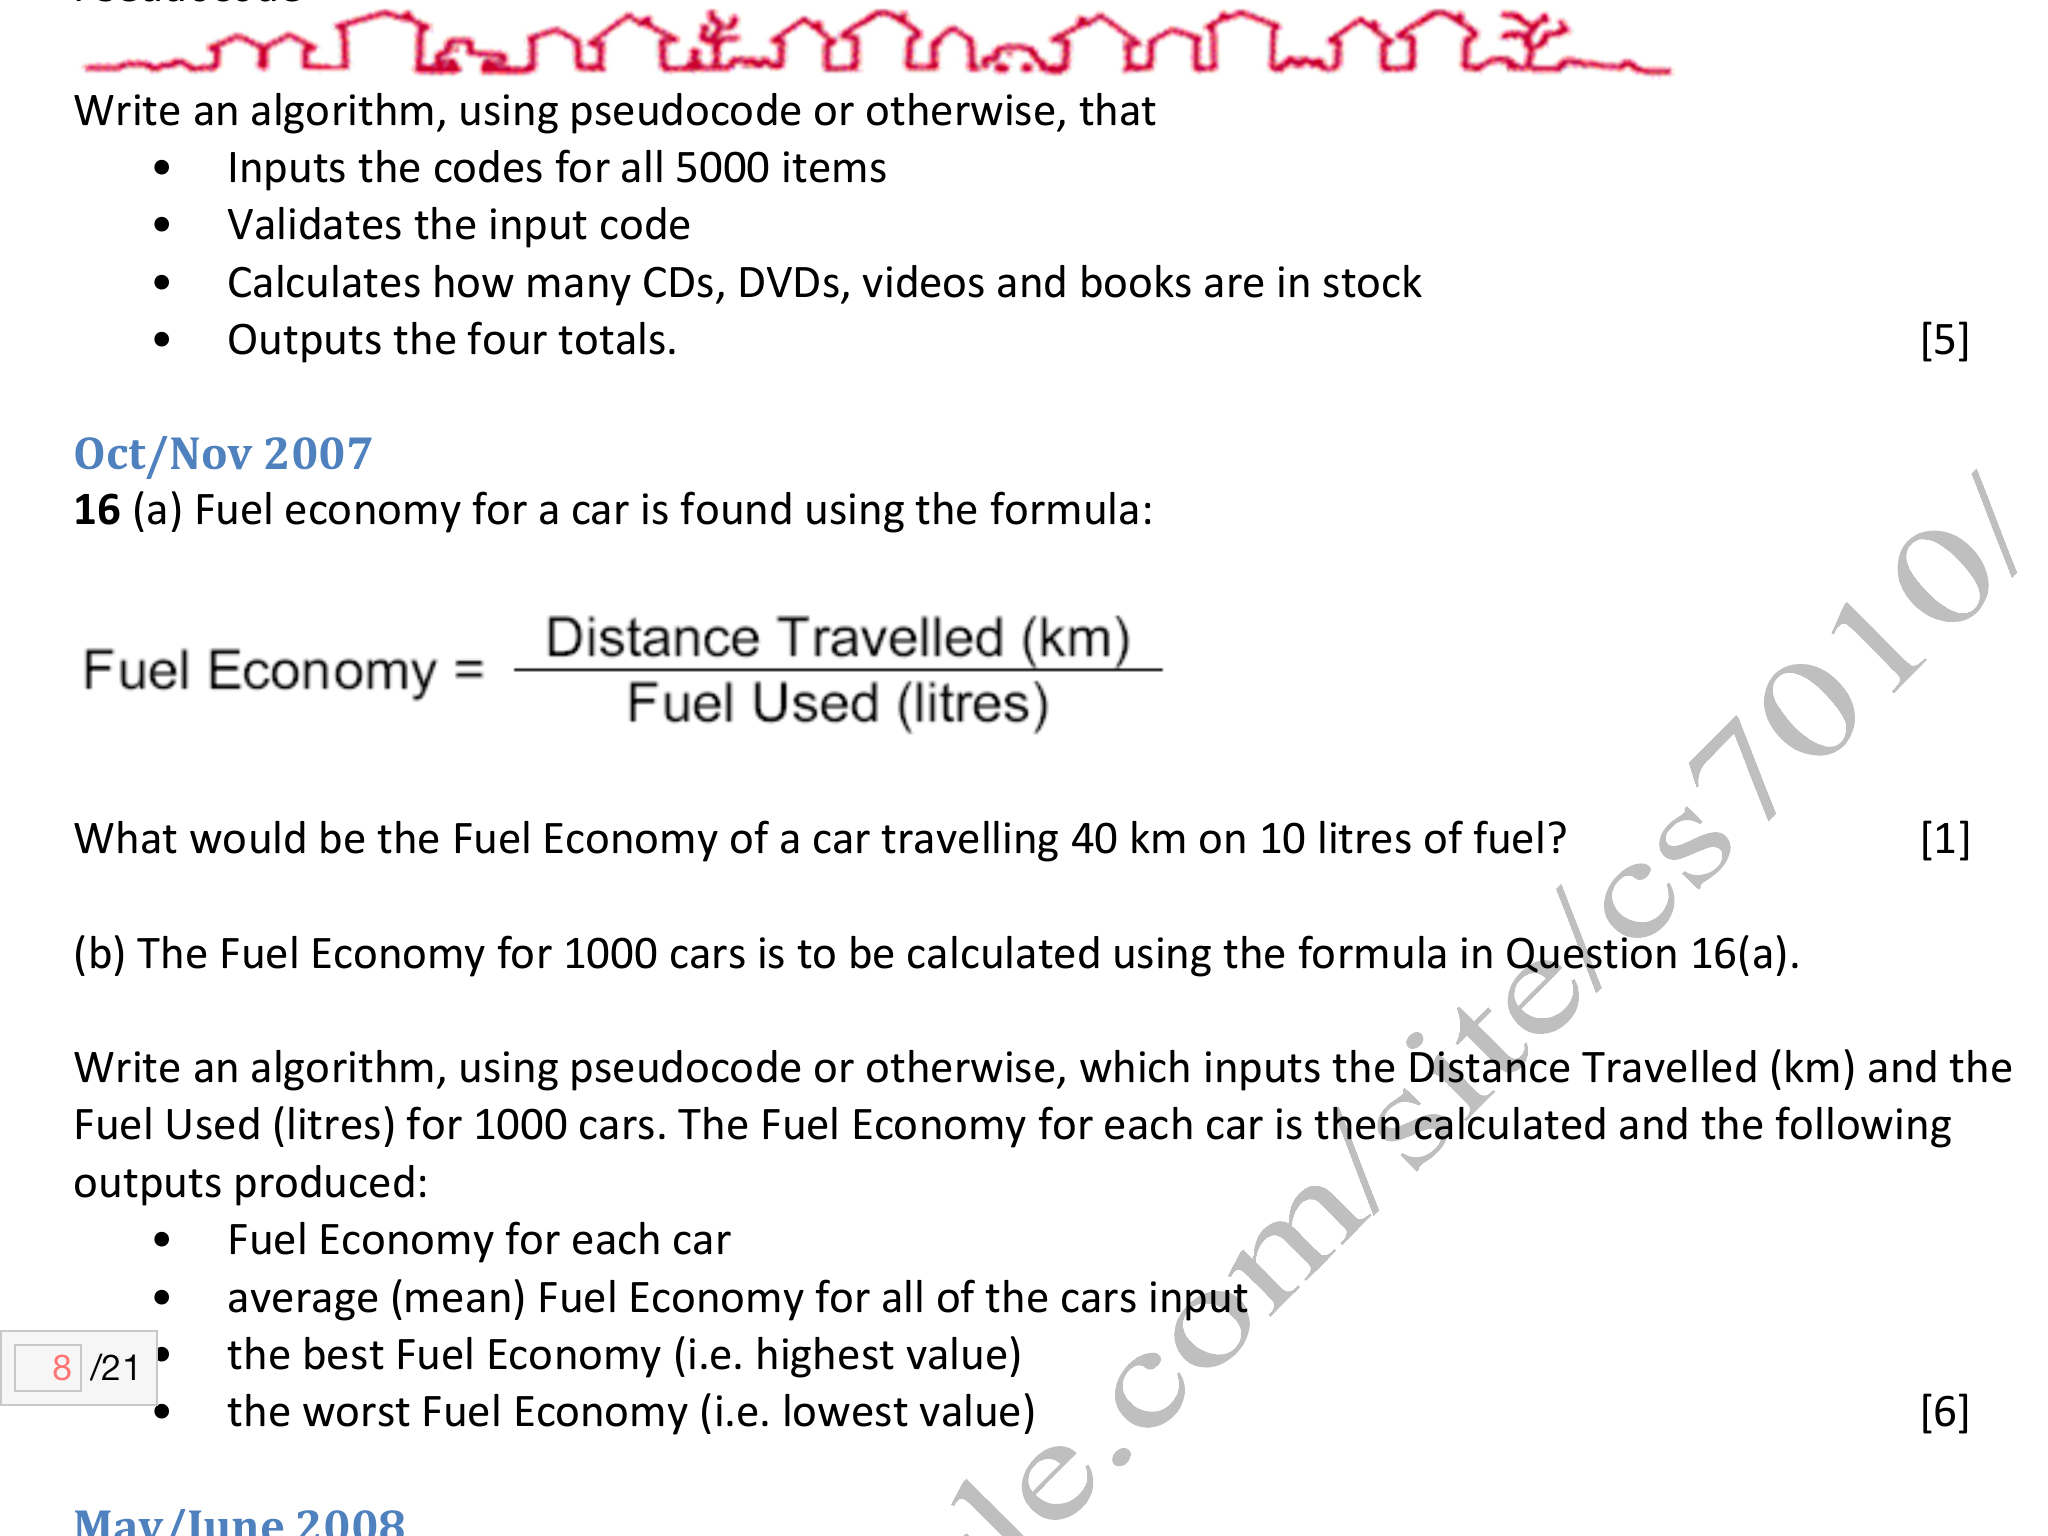 Write an algorithm, using pseudocode or otherwise, that
• Inputs the codes for all 5000 items
• Validates the input code
• Calculates how many CDs, DVDs, videos and books are in stock
• Outputs the four totals. [5]
Oct/Nov 2007
16 (a) Fuel economy for a car is found using the formula:
Distance Travelled (km)
Fuel Economy =
Fuel Used (litres)
What would be the Fuel Economy of a car travelling 40 km on 10 litres of fuel? [1]
(b) The Fuel Economy for 1000 cars is to be calculated using the formula in Question 16(a).
Write an algorithm, using pseudocode or otherwise, which inputs the Distance Travelled (km) and the
Fuel Used (litres) for 1000 cars. The Fuel Economy for each car is then calculated and the following
outputs produced:
• Fuel Economy for each car
• average (mean) Fuel Economy for all of the cars input
• the best Fuel Economy (i.e. highest value)
8 /21
• the worst Fuel Economy (i.e. lowest value) [6]
May/June 2008
le.com/site/cs7010/